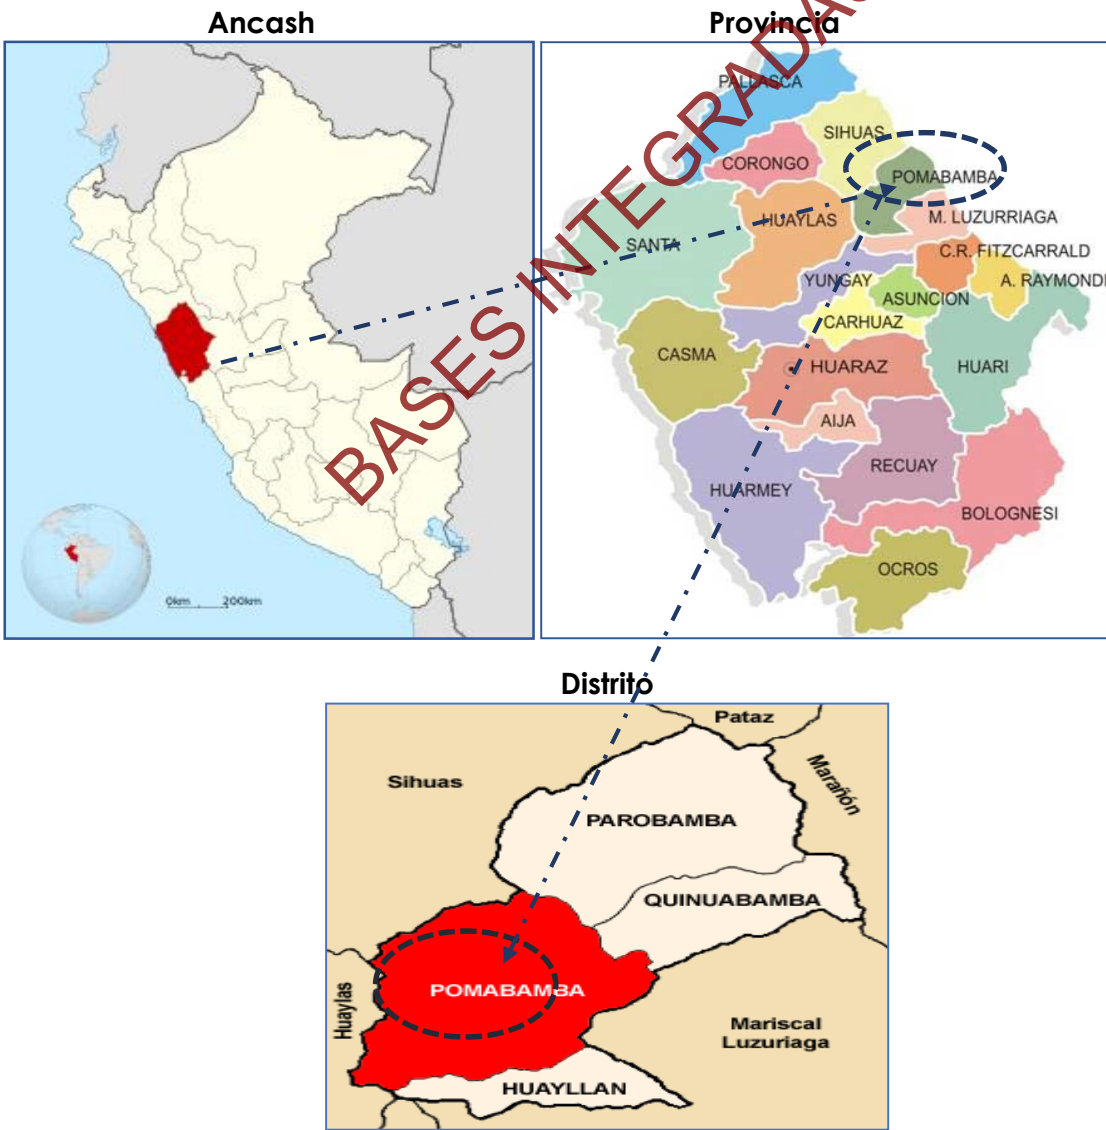 Ancash
Provincia
PALLASCA
SIHUAS
CORONGO
POMABAMBA
HUAYLAS
M. LUZURRIAGA
SANTA
C.R. FITZCARRALD
YUNGAY
A. RAYMONDI
ASUNCION
CARHUAZ
CASMA
HUARAZ
HUARI
AIJA
RECUAY
HUARMEY
BOLOGNESI
OCROS
0km 200km
BASES INTEGRADAS
Distrito
Pataz
Sihuas
Marañón
PAROBAMBA
QUINUABAMBA
POMABAMBA
Huaylas
Mariscal
Luzuriaga
HUAYLLAN